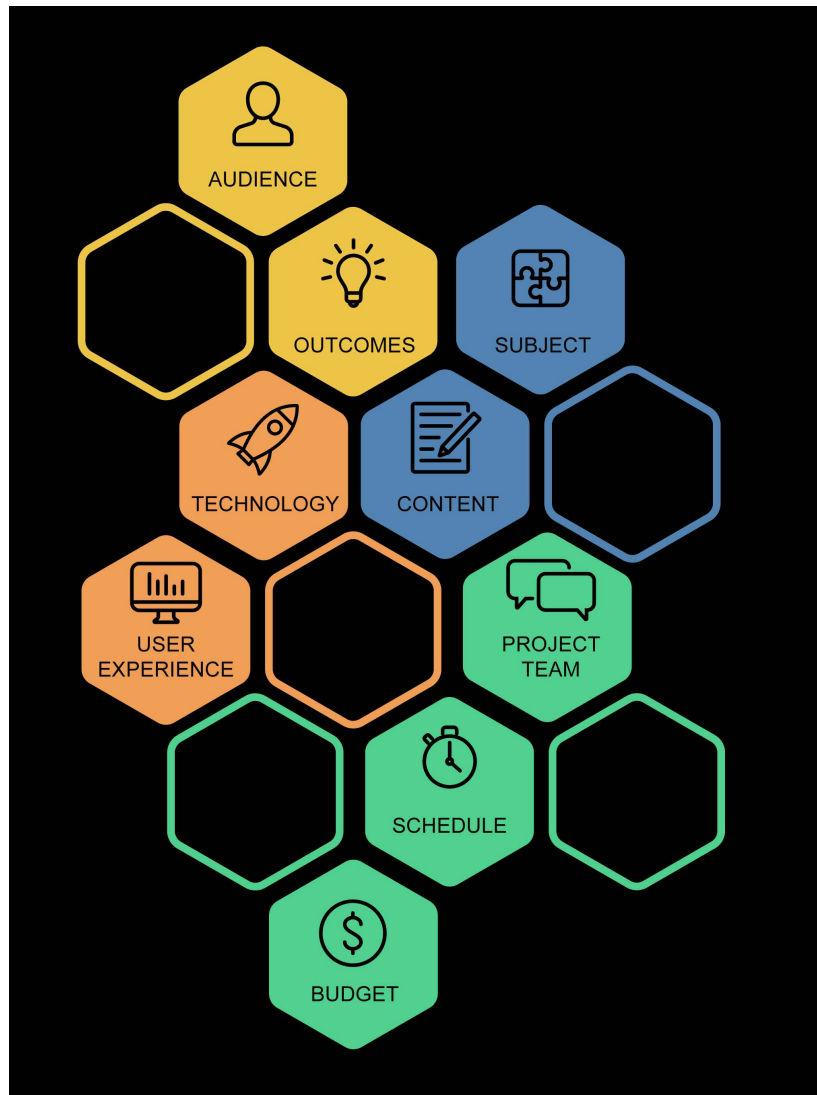 AUDIENCE
OUTCOMES
SUBJECT
TECHNOLOGY
CONTENT
USER
EXPERIENCE
PROJECT
TEAM
SCHEDULE
$
BUDGET